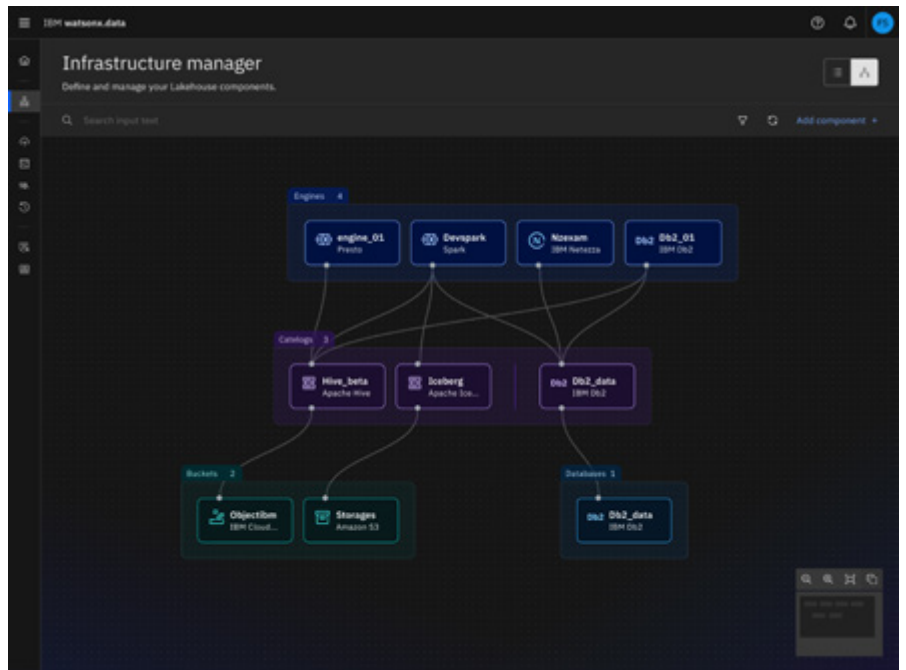 IBM watsonx.data
FS
Infrastructure manager
Define and manage your Lakehouse components.
Search input text
Add component +
Engines 4
engine_01
Presto
Devspark
Spark
Nzexam
IBM Netezza
Db2 Db2_01
IBM Db2
Catalogs 3
Hive_beta
Apache Hive
Iceberg
Apache Ice...
Db2 Db2_data
IBM Db2
Buckets 2
Objectibm
IBM Cloud...
Storages
Amazon S3
Databases 1
Db2 Db2_data
IBM Db2